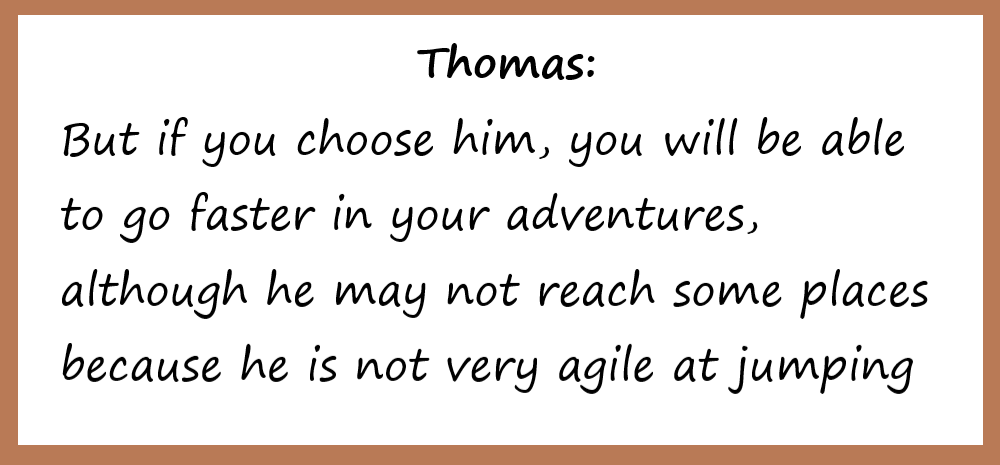 Thomas:
But if you choose him, you will be able
to go faster in your adventures,
although he may not reach some places
because he is not very agile at jumping